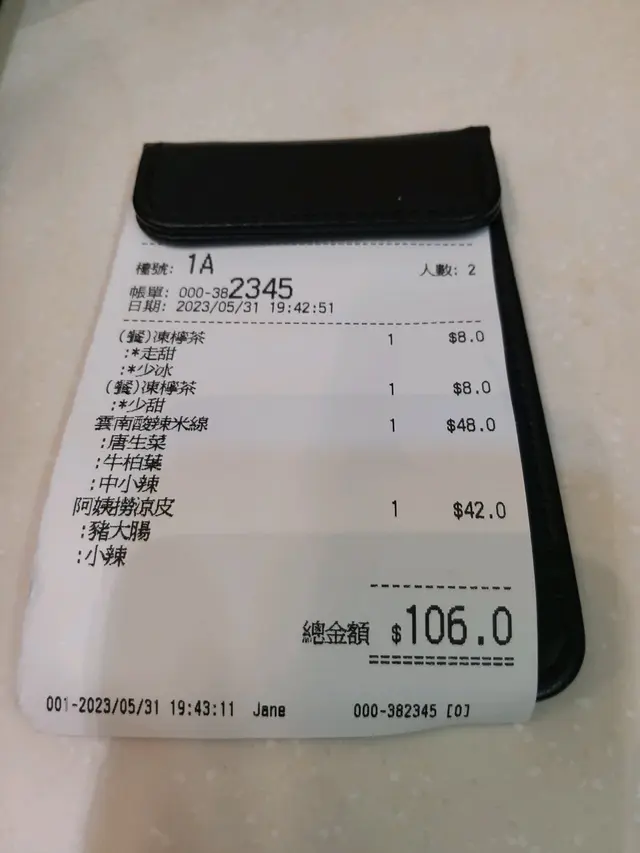 檯號: 1A 人數: 2
帳單: 000-382345
日期: 2023/05/31 19:42:51
(餐)凍檸茶 1 $8.0
:*走甜
:*少冰
(餐)凍檸茶 1 $8.0
:*少甜
雲南酸辣米線 1 $48.0
:唐生菜
:牛柏葉
:中小辣
阿姨撈凉皮 1 $42.0
:豬大腸
:小辣
總金額 $106.0
001-2023/05/31 19:43:11 Jane 000-382345 [0]